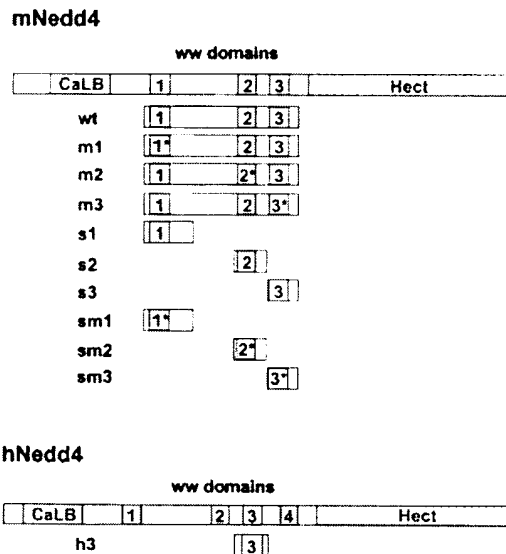 mNedd4
ww domains
CaLB 1 2 3 Hect
wt 1 2 3
m1 1* 2 3
m2 1 2* 3
m3 1 2 3*
s1 1
s2 2
s3 3
sm1 1*
sm2 2*
sm3 3*
hNedd4
ww domains
CaLB 1 2 3 4 Hect
h3 3